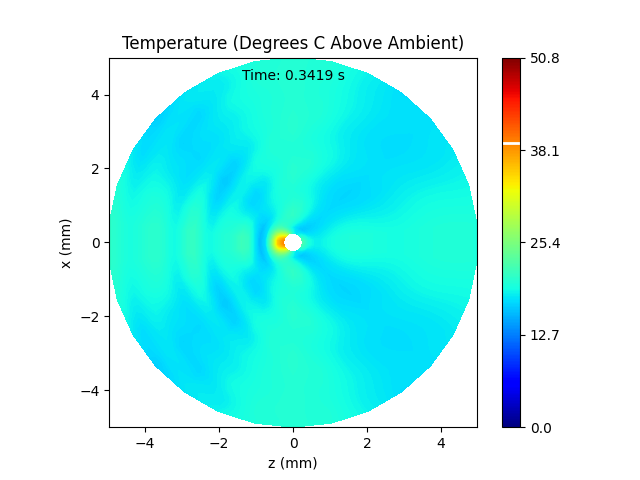 Temperature (Degrees C Above Ambient)
Time: 0.3419 s
4
2
0
−2
−4
x (mm)
−4 −2 0 2 4
z (mm)
50.8
38.1
25.4
12.7
0.0